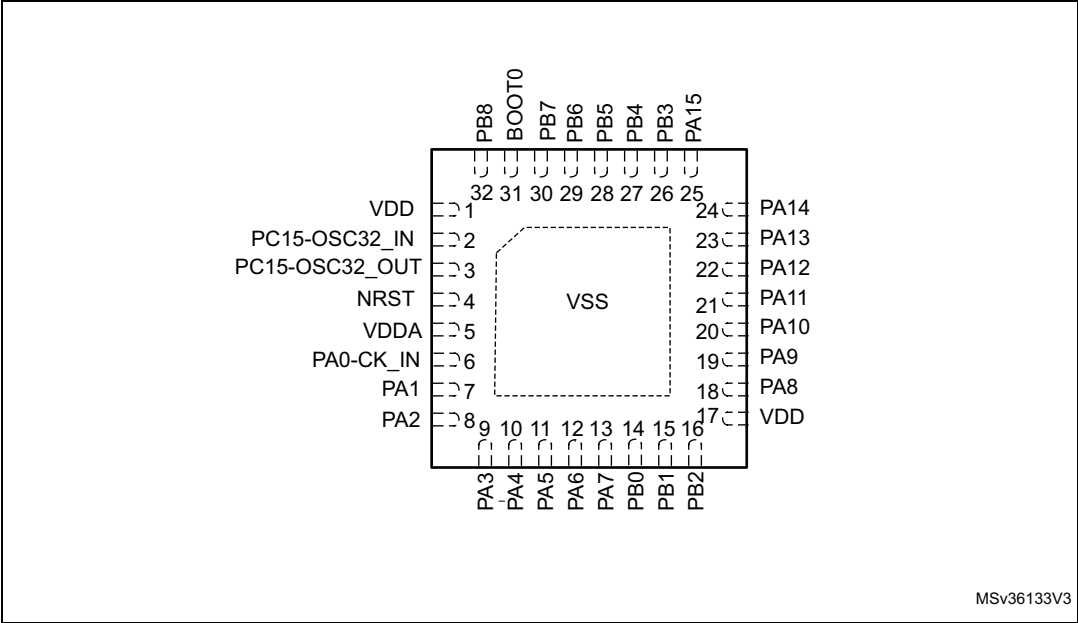 PB8 BOOT0 PB7 PB6 PB5 PB4 PB3 PA15
32 31 30 29 28 27 26 25
VDD 1
PC15-OSC32_IN 2
PC15-OSC32_OUT 3
NRST 4
VDDA 5
PA0-CK_IN 6
PA1 7
PA2 8
VSS
24 PA14
23 PA13
22 PA12
21 PA11
20 PA10
19 PA9
18 PA8
17 VDD
9 10 11 12 13 14 15 16
PA3 PA4 PA5 PA6 PA7 PB0 PB1 PB2
MSv36133V3